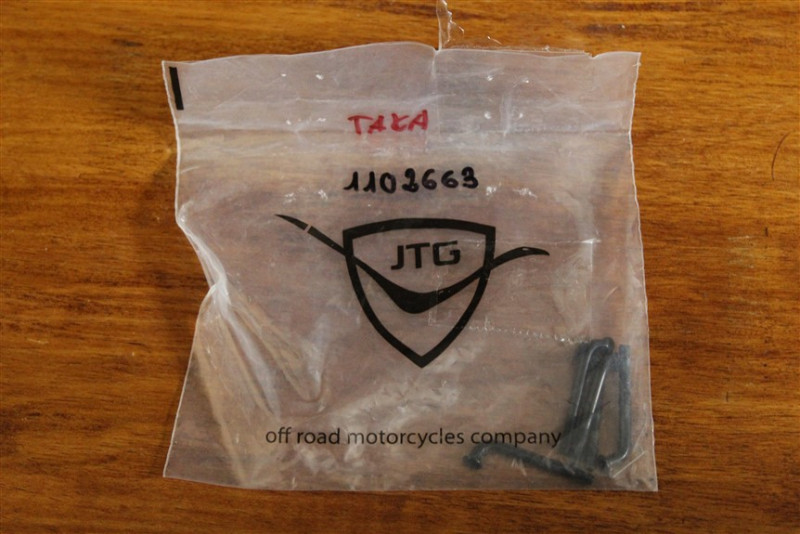 TAKA
1102663
JTG
off road motorcycles company